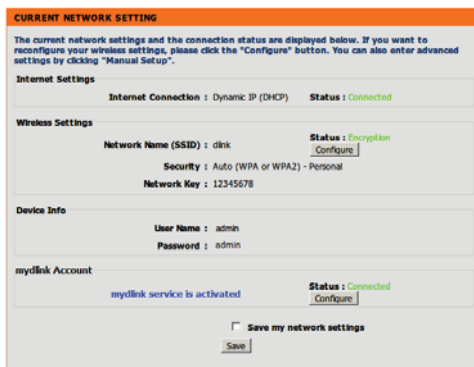 CURRENT NETWORK SETTING
The current network settings and the connection status are displayed below. If you want to
reconfigure your wireless settings, please click the "Configure" button. You can also enter advanced
settings by clicking "Manual Setup".
Internet Settings
Internet Connection : Dynamic IP (DHCP) Status : Connected
Wireless Settings
Status : Encryption
Network Name (SSID) : dlink Configure
Security : Auto (WPA or WPA2) - Personal
Network Key : 12345678
Device Info
User Name : admin
Password : admin
mydlink Account
Status : Connected
mydlink service is activated Configure
Save my network settings
Save